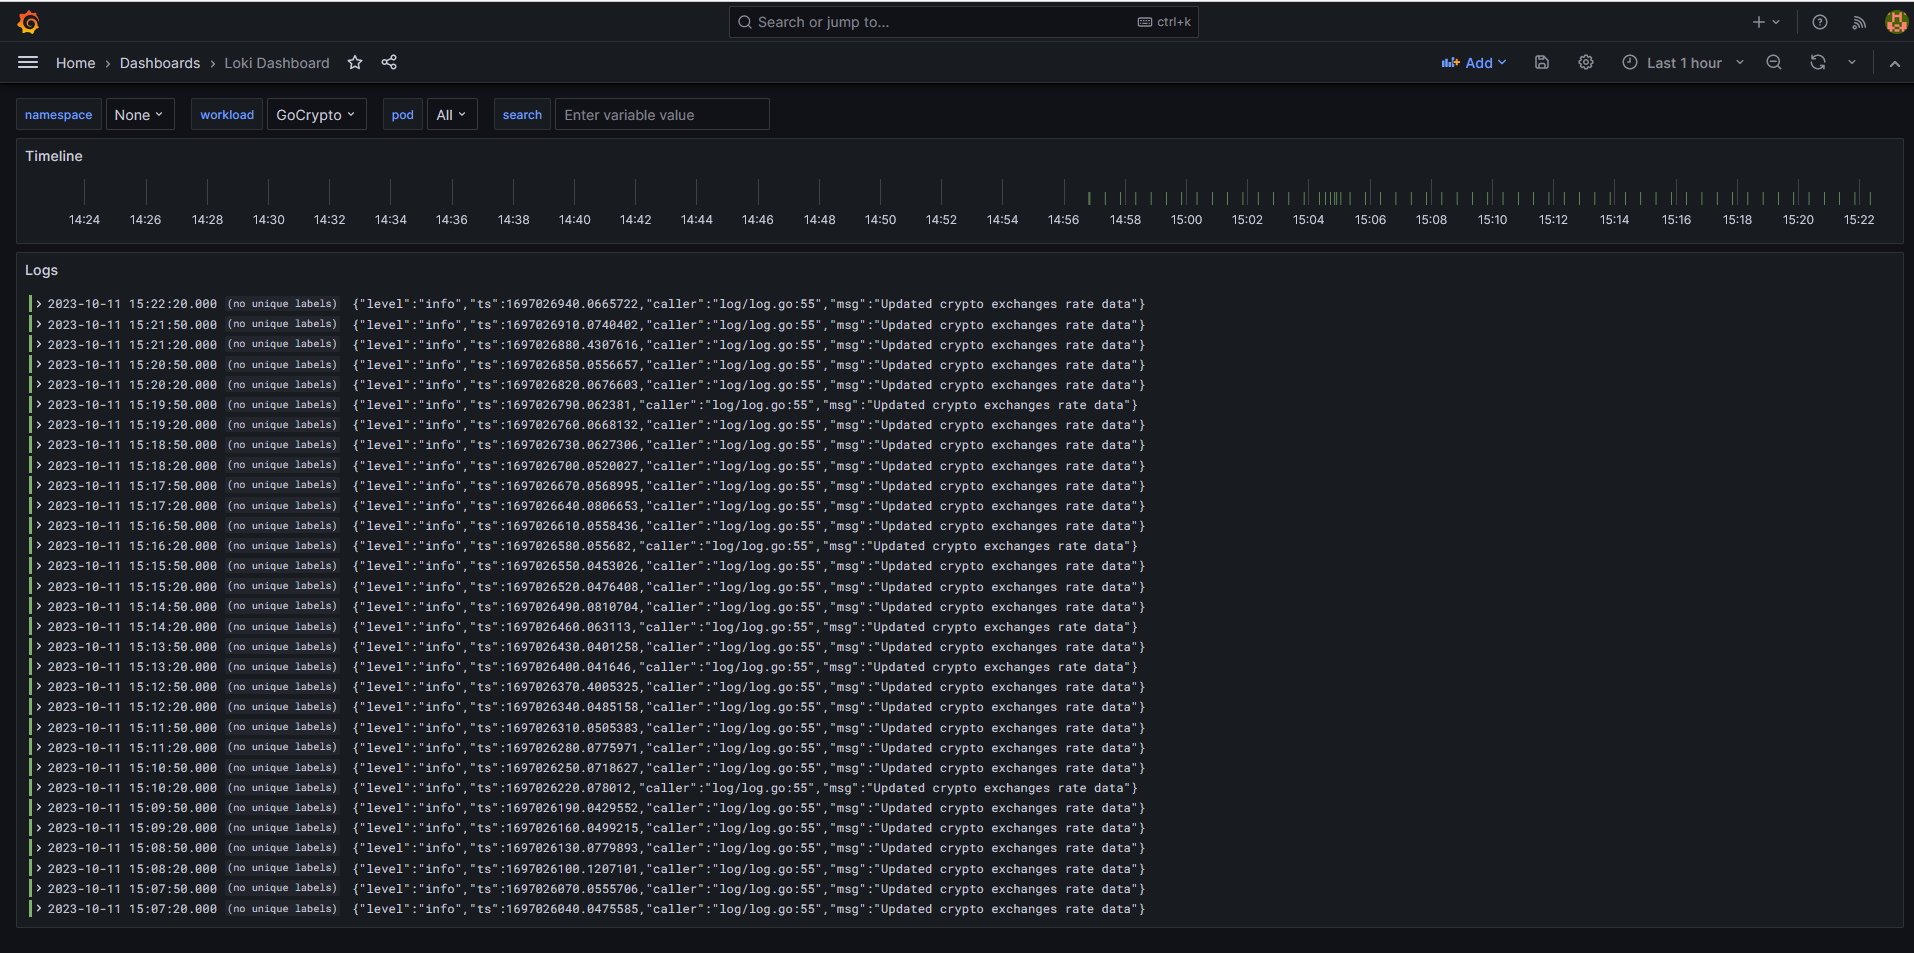 Search or jump to... ctrl+k
Home › Dashboards › Loki Dashboard Add Last 1 hour
namespace None workload GoCrypto pod All search Enter variable value
Timeline
14:24 14:26 14:28 14:30 14:32 14:34 14:36 14:38 14:40 14:42 14:44 14:46 14:48 14:50 14:52 14:54 14:56 14:58 15:00 15:02 15:04 15:06 15:08 15:10 15:12 15:14 15:16 15:18 15:20 15:22
Logs
2023-10-11 15:22:20.000 (no unique labels) {"level":"info","ts":1697026940.0665722,"caller":"log/log.go:55","msg":"Updated crypto exchanges rate data"}
2023-10-11 15:21:50.000 (no unique labels) {"level":"info","ts":1697026910.0740402,"caller":"log/log.go:55","msg":"Updated crypto exchanges rate data"}
2023-10-11 15:21:20.000 (no unique labels) {"level":"info","ts":1697026880.4307616,"caller":"log/log.go:55","msg":"Updated crypto exchanges rate data"}
2023-10-11 15:20:50.000 (no unique labels) {"level":"info","ts":1697026850.0556657,"caller":"log/log.go:55","msg":"Updated crypto exchanges rate data"}
2023-10-11 15:20:20.000 (no unique labels) {"level":"info","ts":1697026820.0676603,"caller":"log/log.go:55","msg":"Updated crypto exchanges rate data"}
2023-10-11 15:19:50.000 (no unique labels) {"level":"info","ts":1697026790.062381,"caller":"log/log.go:55","msg":"Updated crypto exchanges rate data"}
2023-10-11 15:19:20.000 (no unique labels) {"level":"info","ts":1697026760.0668132,"caller":"log/log.go:55","msg":"Updated crypto exchanges rate data"}
2023-10-11 15:18:50.000 (no unique labels) {"level":"info","ts":1697026730.0627306,"caller":"log/log.go:55","msg":"Updated crypto exchanges rate data"}
2023-10-11 15:18:20.000 (no unique labels) {"level":"info","ts":1697026700.0520027,"caller":"log/log.go:55","msg":"Updated crypto exchanges rate data"}
2023-10-11 15:17:50.000 (no unique labels) {"level":"info","ts":1697026670.0568995,"caller":"log/log.go:55","msg":"Updated crypto exchanges rate data"}
2023-10-11 15:17:20.000 (no unique labels) {"level":"info","ts":1697026640.0806653,"caller":"log/log.go:55","msg":"Updated crypto exchanges rate data"}
2023-10-11 15:16:50.000 (no unique labels) {"level":"info","ts":1697026610.0558436,"caller":"log/log.go:55","msg":"Updated crypto exchanges rate data"}
2023-10-11 15:16:20.000 (no unique labels) {"level":"info","ts":1697026580.055682,"caller":"log/log.go:55","msg":"Updated crypto exchanges rate data"}
2023-10-11 15:15:50.000 (no unique labels) {"level":"info","ts":1697026550.0453026,"caller":"log/log.go:55","msg":"Updated crypto exchanges rate data"}
2023-10-11 15:15:20.000 (no unique labels) {"level":"info","ts":1697026520.0476408,"caller":"log/log.go:55","msg":"Updated crypto exchanges rate data"}
2023-10-11 15:14:50.000 (no unique labels) {"level":"info","ts":1697026490.0810704,"caller":"log/log.go:55","msg":"Updated crypto exchanges rate data"}
2023-10-11 15:14:20.000 (no unique labels) {"level":"info","ts":1697026460.063113,"caller":"log/log.go:55","msg":"Updated crypto exchanges rate data"}
2023-10-11 15:13:50.000 (no unique labels) {"level":"info","ts":1697026430.0401258,"caller":"log/log.go:55","msg":"Updated crypto exchanges rate data"}
2023-10-11 15:13:20.000 (no unique labels) {"level":"info","ts":1697026400.041646,"caller":"log/log.go:55","msg":"Updated crypto exchanges rate data"}
2023-10-11 15:12:50.000 (no unique labels) {"level":"info","ts":1697026370.4005325,"caller":"log/log.go:55","msg":"Updated crypto exchanges rate data"}
2023-10-11 15:12:20.000 (no unique labels) {"level":"info","ts":1697026340.0485158,"caller":"log/log.go:55","msg":"Updated crypto exchanges rate data"}
2023-10-11 15:11:50.000 (no unique labels) {"level":"info","ts":1697026310.0505383,"caller":"log/log.go:55","msg":"Updated crypto exchanges rate data"}
2023-10-11 15:11:20.000 (no unique labels) {"level":"info","ts":1697026280.0775971,"caller":"log/log.go:55","msg":"Updated crypto exchanges rate data"}
2023-10-11 15:10:50.000 (no unique labels) {"level":"info","ts":1697026250.0718627,"caller":"log/log.go:55","msg":"Updated crypto exchanges rate data"}
2023-10-11 15:10:20.000 (no unique labels) {"level":"info","ts":1697026220.078012,"caller":"log/log.go:55","msg":"Updated crypto exchanges rate data"}
2023-10-11 15:09:50.000 (no unique labels) {"level":"info","ts":1697026190.0429552,"caller":"log/log.go:55","msg":"Updated crypto exchanges rate data"}
2023-10-11 15:09:20.000 (no unique labels) {"level":"info","ts":1697026160.0499215,"caller":"log/log.go:55","msg":"Updated crypto exchanges rate data"}
2023-10-11 15:08:50.000 (no unique labels) {"level":"info","ts":1697026130.0779893,"caller":"log/log.go:55","msg":"Updated crypto exchanges rate data"}
2023-10-11 15:08:20.000 (no unique labels) {"level":"info","ts":1697026100.1207101,"caller":"log/log.go:55","msg":"Updated crypto exchanges rate data"}
2023-10-11 15:07:50.000 (no unique labels) {"level":"info","ts":1697026070.0555706,"caller":"log/log.go:55","msg":"Updated crypto exchanges rate data"}
2023-10-11 15:07:20.000 (no unique labels) {"level":"info","ts":1697026040.0475585,"caller":"log/log.go:55","msg":"Updated crypto exchanges rate data"}